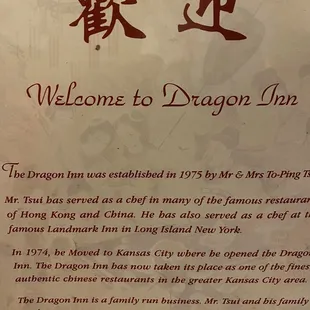 歡迎
Welcome to Dragon Inn
The Dragon Inn was established in 1975 by Mr & Mrs To-Ping
Mr. Tsui has served as a chef in many of the famous restauran
of Hong Kong and China. He has also served as a chef at t
famous Landmark Inn in Long Island New York.
In 1974, he Moved to Kansas City where he opened the Drago
Inn. The Dragon Inn has now taken its place as one of the fines
authentic chinese restaurants in the greater Kansas City area.
The Dragon Inn is a family run business. Mr. Tsui and his family